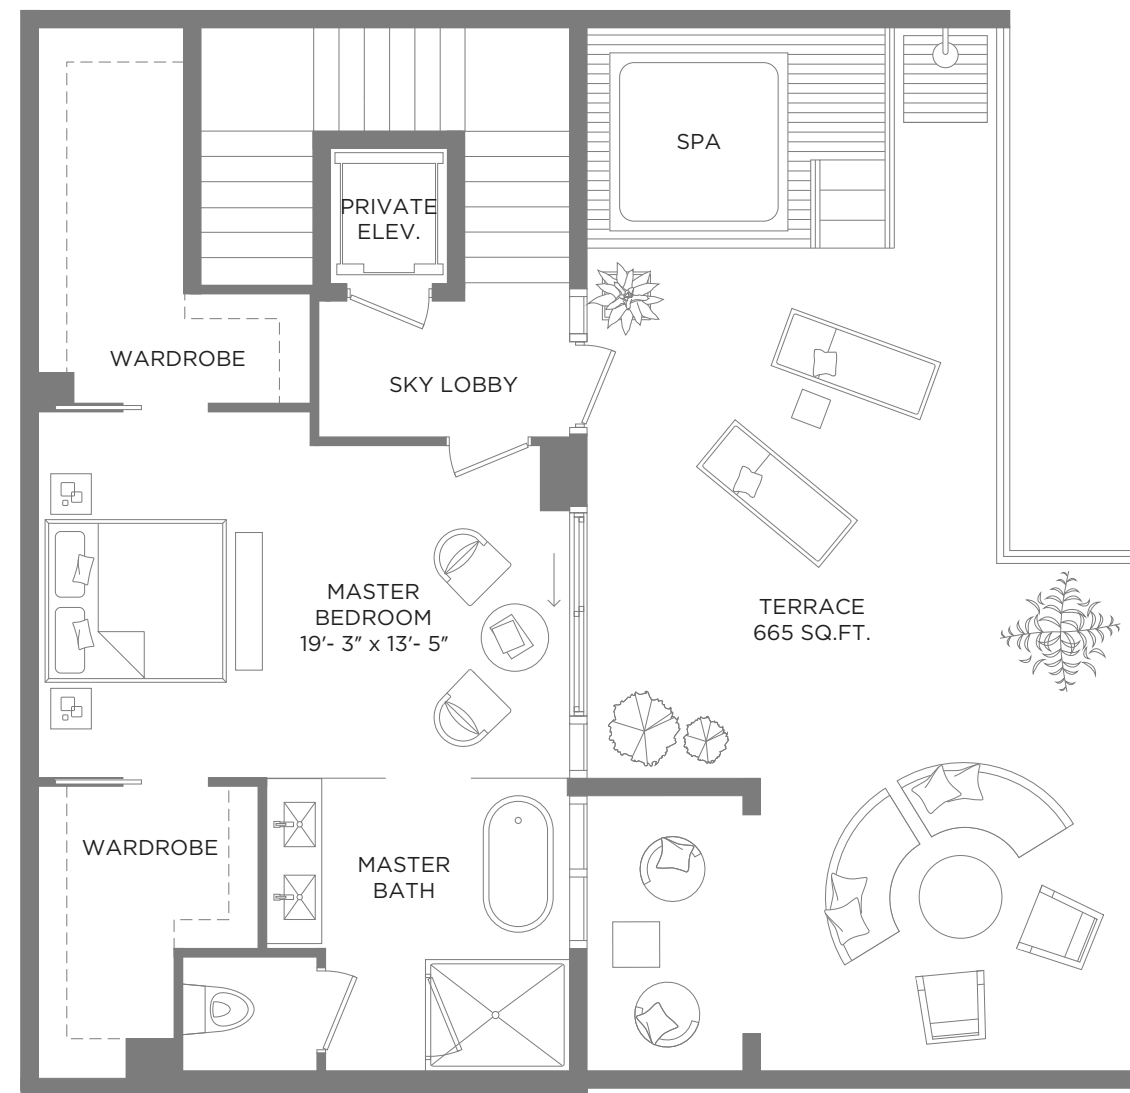 SPA
PRIVATE
ELEV.
WARDROBE
SKY LOBBY
MASTER
BEDROOM
19'- 3" x 13'- 5"
TERRACE
665 SQ.FT.
WARDROBE
MASTER
BATH